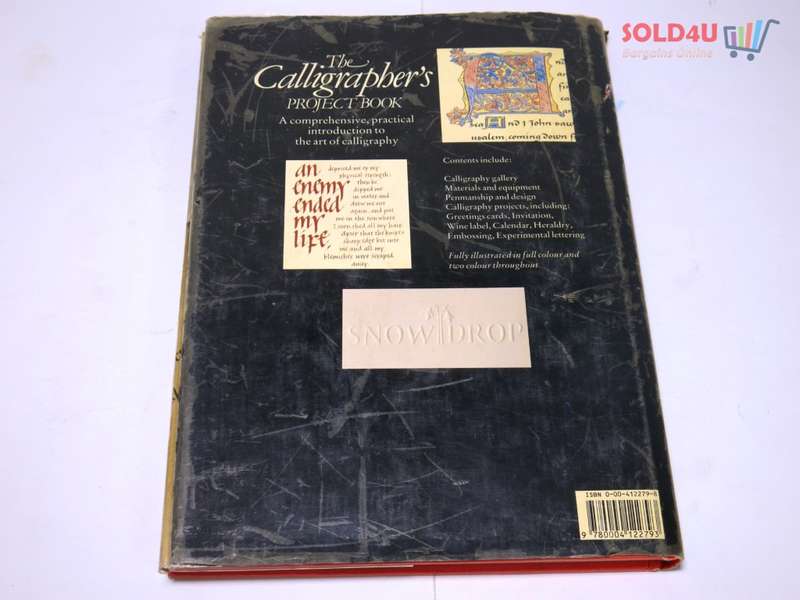 SOLD4U
Bargains Online
The
Calligrapher's
PROJECT BOOK
A comprehensive, practical
introduction to
the art of calligraphy
And I John saw
usalem, coming down f
an
enemy
ended
my
life,
deprived me of my
physical strength;
then he
dipped me
in water and
drew me out
again, and put
me in the sun where
I soon shed all my hair.
After that the knife's
sharp edge bit into
me and all my
blemishes were scraped
away.
Contents include:
Calligraphy gallery
Materials and equipment
Penmanship and design
Calligraphy projects, including:
Greetings cards, Invitation,
Wine label, Calendar, Heraldry,
Embossing, Experimental lettering
Fully illustrated in full colour and
two colour throughout
SNOWDROP
ISBN 0-00-412279-8
9 780004 122793